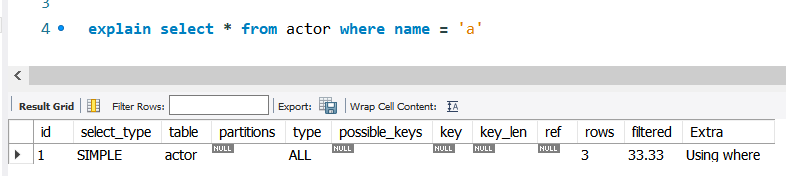 3
4 explain select * from actor where name = 'a'
Result Grid Filter Rows: Export: Wrap Cell Content: IA
id select_type table partitions type possible_keys key key_len ref rows filtered Extra
1 SIMPLE actor NULL ALL NULL NULL NULL NULL 3 33.33 Using where